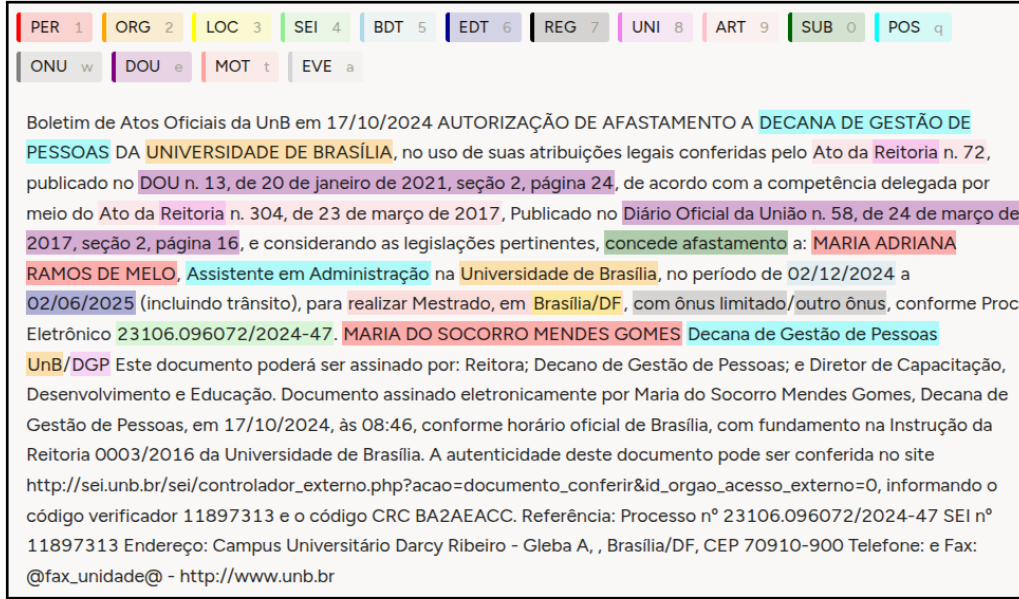 PER 1 ORG 2 LOC 3 SEI 4 BDT 5 EDT 6 REG 7 UNI 8 ART 9 SUB 0 POS q
ONU w DOU e MOT t EVE a
Boletim de Atos Oficiais da UnB em 17/10/2024 AUTORIZAÇÃO DE AFASTAMENTO A DECANA DE GESTÃO DE
PESSOAS DA UNIVERSIDADE DE BRASÍLIA, no uso de suas atribuições legais conferidas pelo Ato da Reitoria n. 72,
publicado no DOU n. 13, de 20 de janeiro de 2021, seção 2, página 24, de acordo com a competência delegada por
meio do Ato da Reitoria n. 304, de 23 de março de 2017, Publicado no Diário Oficial da União n. 58, de 24 de março de
2017, seção 2, página 16, e considerando as legislações pertinentes, concede afastamento a: MARIA ADRIANA
RAMOS DE MELO, Assistente em Administração na Universidade de Brasília, no período de 02/12/2024 a
02/06/2025 (incluindo trânsito), para realizar Mestrado, em Brasília/DF, com ônus limitado/outro ônus, conforme Proc
Eletrônico 23106.096072/2024-47. MARIA DO SOCORRO MENDES GOMES Decana de Gestão de Pessoas
UnB/DGP Este documento poderá ser assinado por: Reitora; Decano de Gestão de Pessoas; e Diretor de Capacitação,
Desenvolvimento e Educação. Documento assinado eletronicamente por Maria do Socorro Mendes Gomes, Decana de
Gestão de Pessoas, em 17/10/2024, às 08:46, conforme horário oficial de Brasília, com fundamento na Instrução da
Reitoria 0003/2016 da Universidade de Brasília. A autenticidade deste documento pode ser conferida no site
http://sei.unb.br/sei/controlador_externo.php?acao=documento_conferir&id_orgao_acesso_externo=0, informando o
código verificador 11897313 e o código CRC BA2AEACC. Referência: Processo nº 23106.096072/2024-47 SEI nº
11897313 Endereço: Campus Universitário Darcy Ribeiro - Gleba A, , Brasília/DF, CEP 70910-900 Telefone: e Fax:
@fax_unidade@ - http://www.unb.br